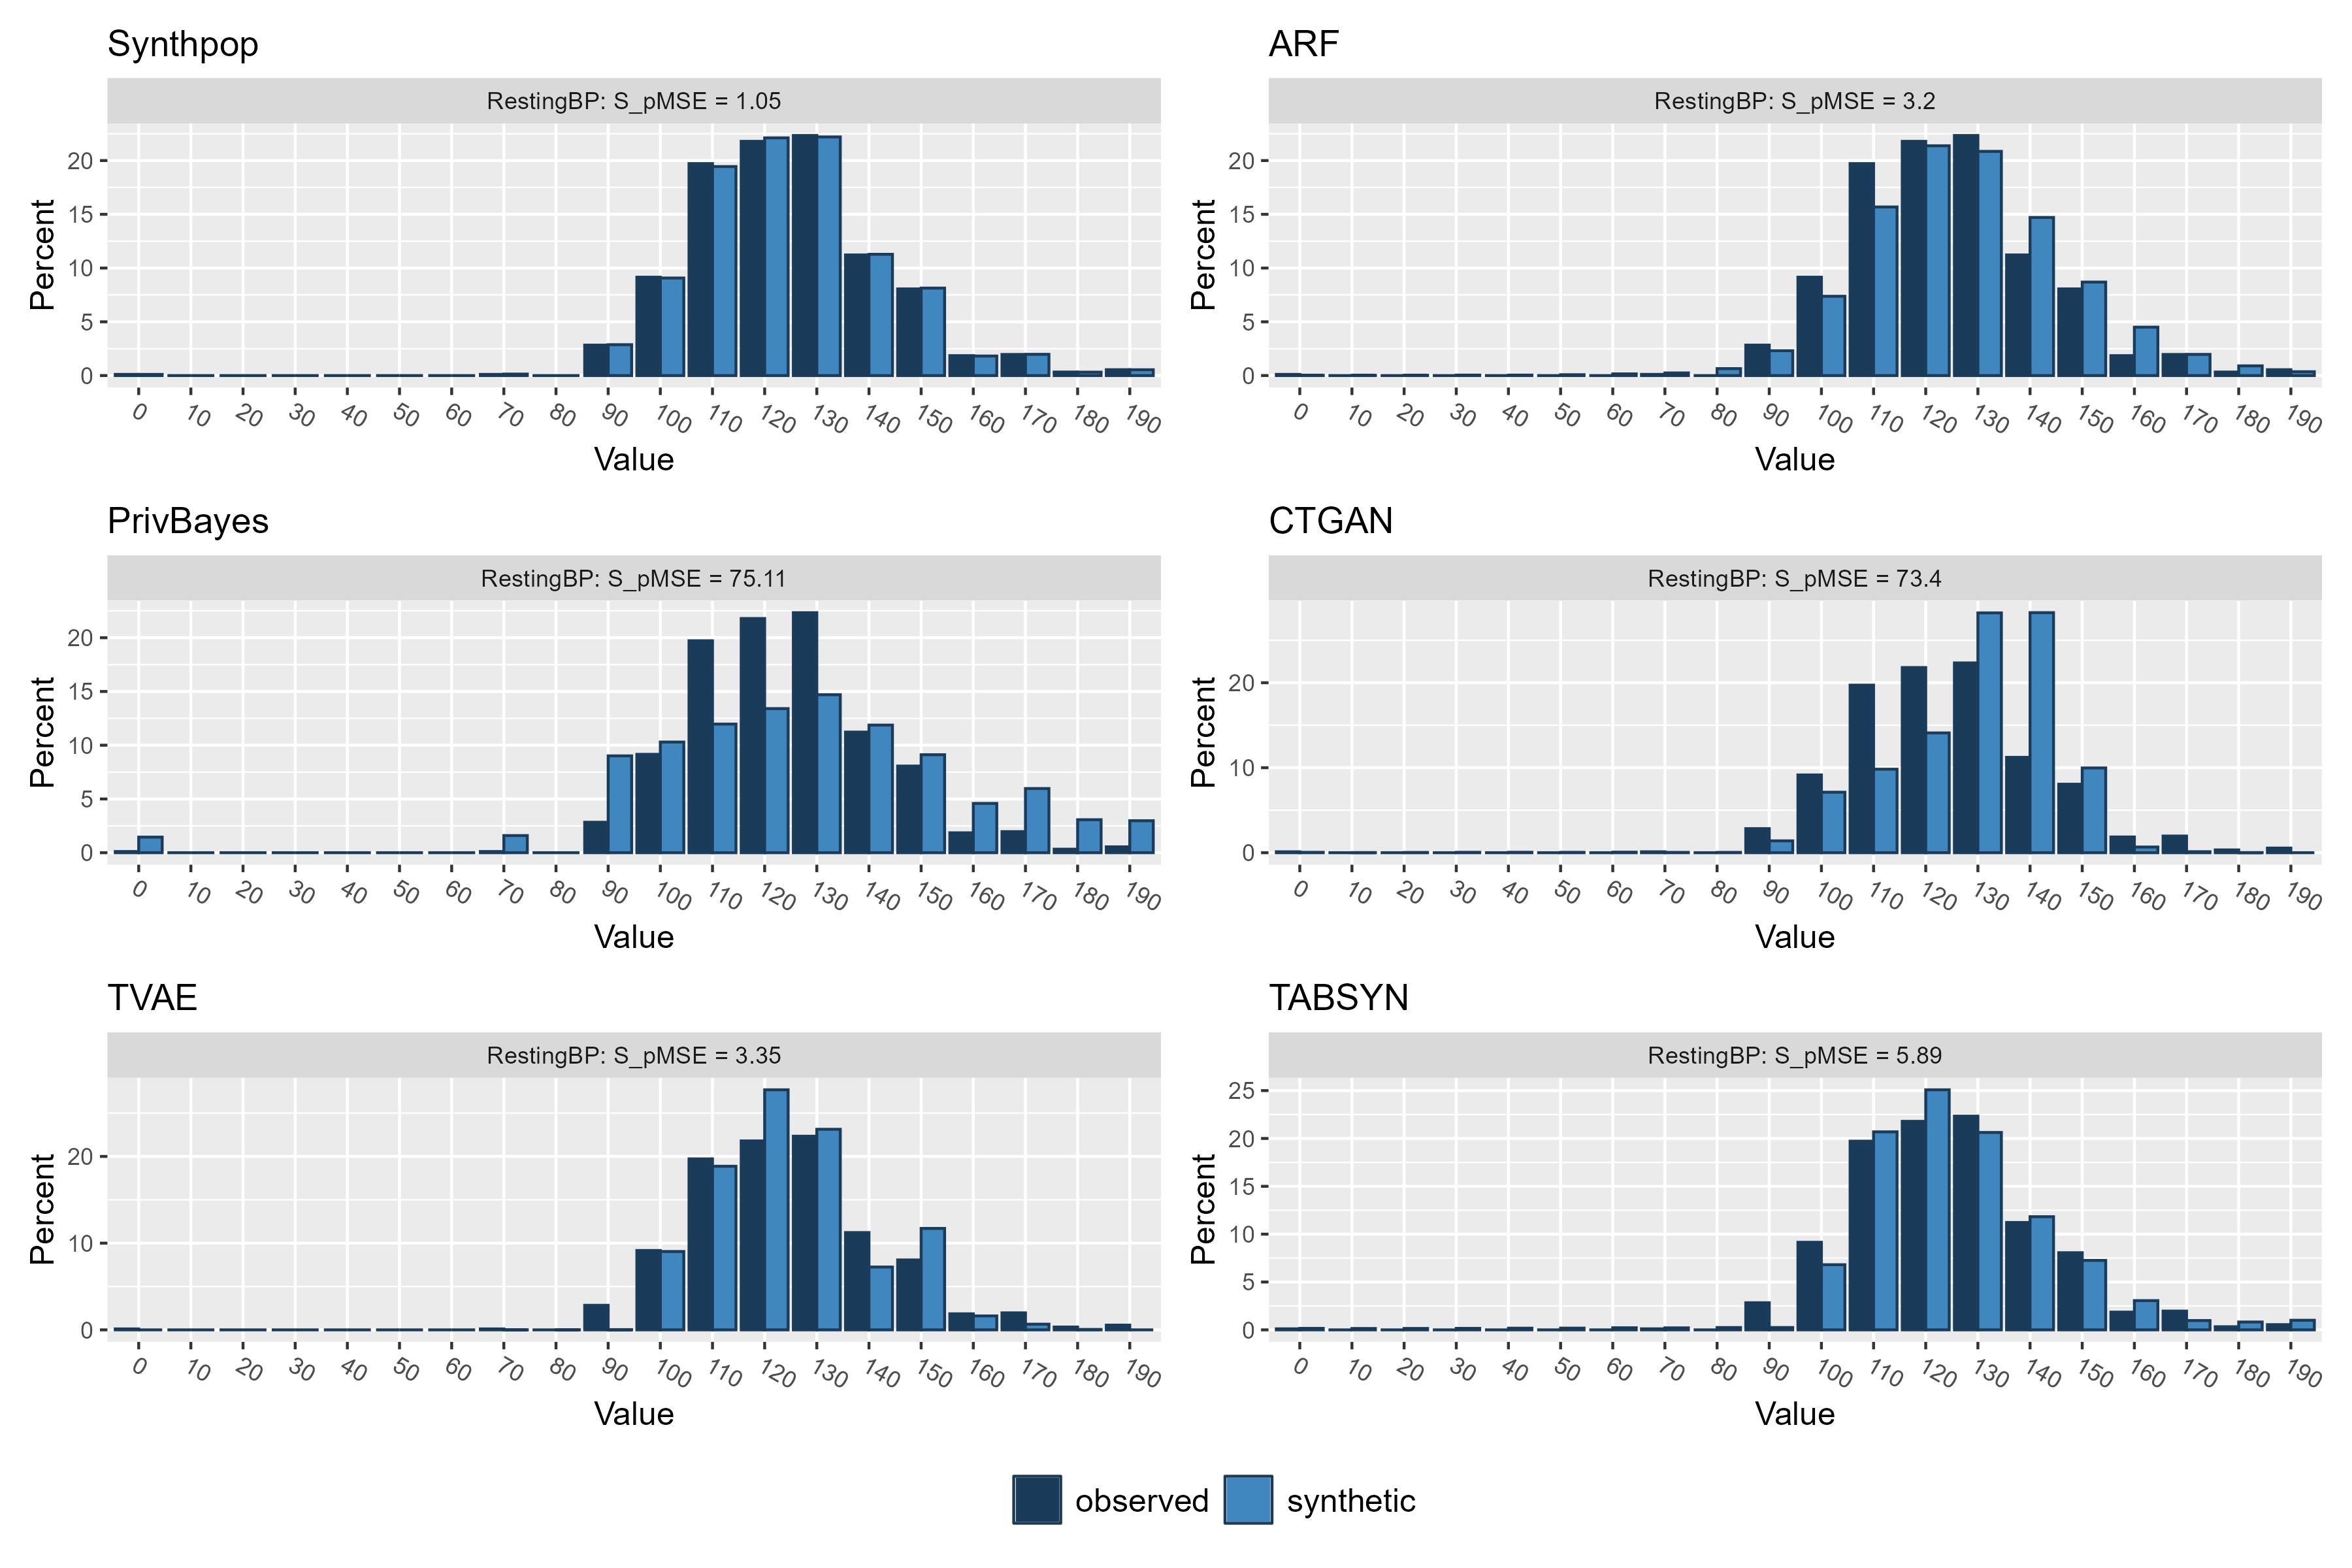 Synthpop
RestingBP: S_pMSE = 1.05
Percent
20
15
10
5
0
0 10 20 30 40 50 60 70 80 90 100 110 120 130 140 150 160 170 180 190
Value
ARF
RestingBP: S_pMSE = 3.2
Percent
20
15
10
5
0
0 10 20 30 40 50 60 70 80 90 100 110 120 130 140 150 160 170 180 190
Value
PrivBayes
RestingBP: S_pMSE = 75.11
Percent
20
15
10
5
0
0 10 20 30 40 50 60 70 80 90 100 110 120 130 140 150 160 170 180 190
Value
CTGAN
RestingBP: S_pMSE = 73.4
Percent
20
10
0
0 10 20 30 40 50 60 70 80 90 100 110 120 130 140 150 160 170 180 190
Value
TVAE
RestingBP: S_pMSE = 3.35
Percent
20
10
0
0 10 20 30 40 50 60 70 80 90 100 110 120 130 140 150 160 170 180 190
Value
TABSYN
RestingBP: S_pMSE = 5.89
Percent
25
20
15
10
5
0
0 10 20 30 40 50 60 70 80 90 100 110 120 130 140 150 160 170 180 190
Value
observed synthetic